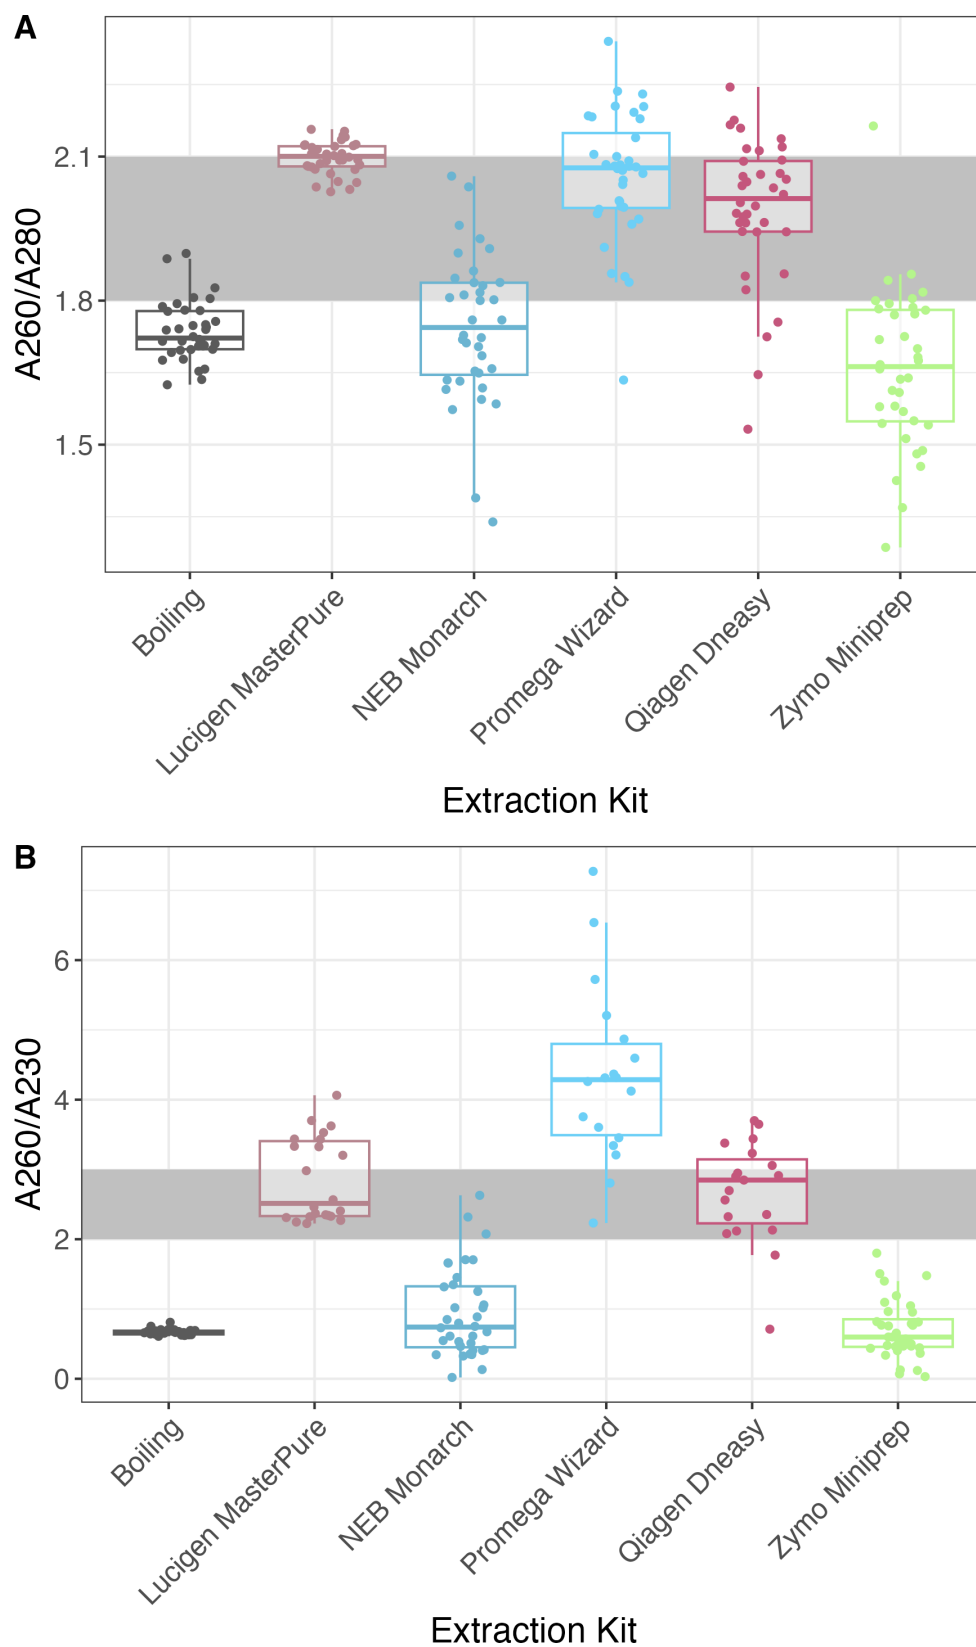 A
A260/A280
2.1
1.8
1.5
Boiling
Lucigen MasterPure
NEB Monarch
Promega Wizard
Qiagen Dneasy
Zymo Miniprep
Extraction Kit
B
A260/A230
6
4
2
0
Boiling
Lucigen MasterPure
NEB Monarch
Promega Wizard
Qiagen Dneasy
Zymo Miniprep
Extraction Kit